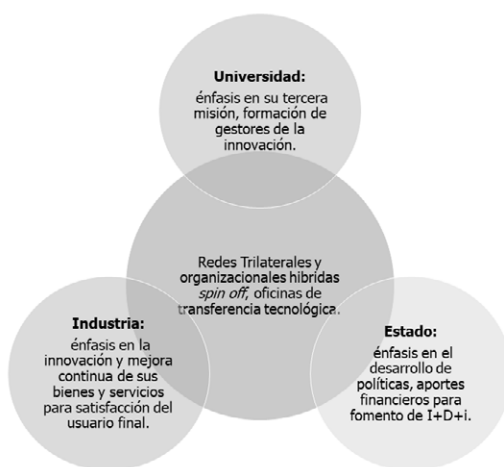 Universidad:
énfasis en su tercera
misión, formación de
gestores de la
innovación.
Redes Trilaterales y
organizacionales hibridas
spin off, oficinas de
transferencia tecnológica.
Industria:
énfasis en la
innovación y mejora
continua de sus
bienes y servicios
para satisfacción del
usuario final.
Estado:
énfasis en el
desarrollo de
políticas, aportes
financieros para
fomento de I+D+i.